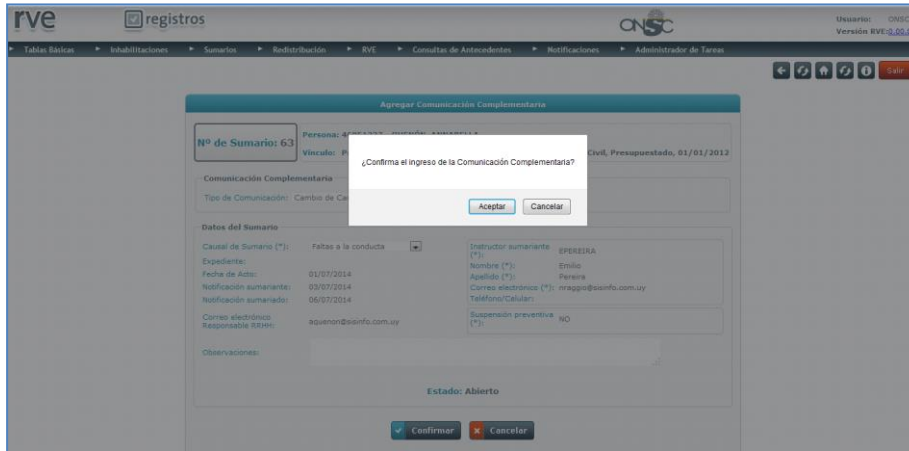 rve registros ONSC Usuario: ONSC
Versión RVE:
Tablas Básicas Inhabilitaciones Sumarios Redistribución RVE Consultas de Antecedentes Notificaciones Administrador de Tareas
Salir
Agregar Comunicación Complementaria
Nº de Sumario: 63
Persona:
Vínculo: Civil, Presupuestado, 01/01/2012
¿Confirma el ingreso de la Comunicación Complementaria?
Aceptar Cancelar
Comunicación Complementaria
Tipo de Comunicación: Cambio de
Datos del Sumario
Causal de Sumario (*): Faltas a la conducta
Expediente:
Fecha de Acto: 01/07/2014
Notificación sumariante: 03/07/2014
Notificación sumariado: 06/07/2014
Correo electrónico
Responsable RRHH: aquenon@sisinfo.com.uy
Instructor sumariante
(*): EPEREIRA
Nombre (*): Emilio
Apellido (*): Pereira
Correo electrónico (*): nraggio@sisinfo.com.uy
Teléfono/Celular:
Suspensión preventiva
(*): NO
Observaciones:
Estado: Abierto
Confirmar Cancelar